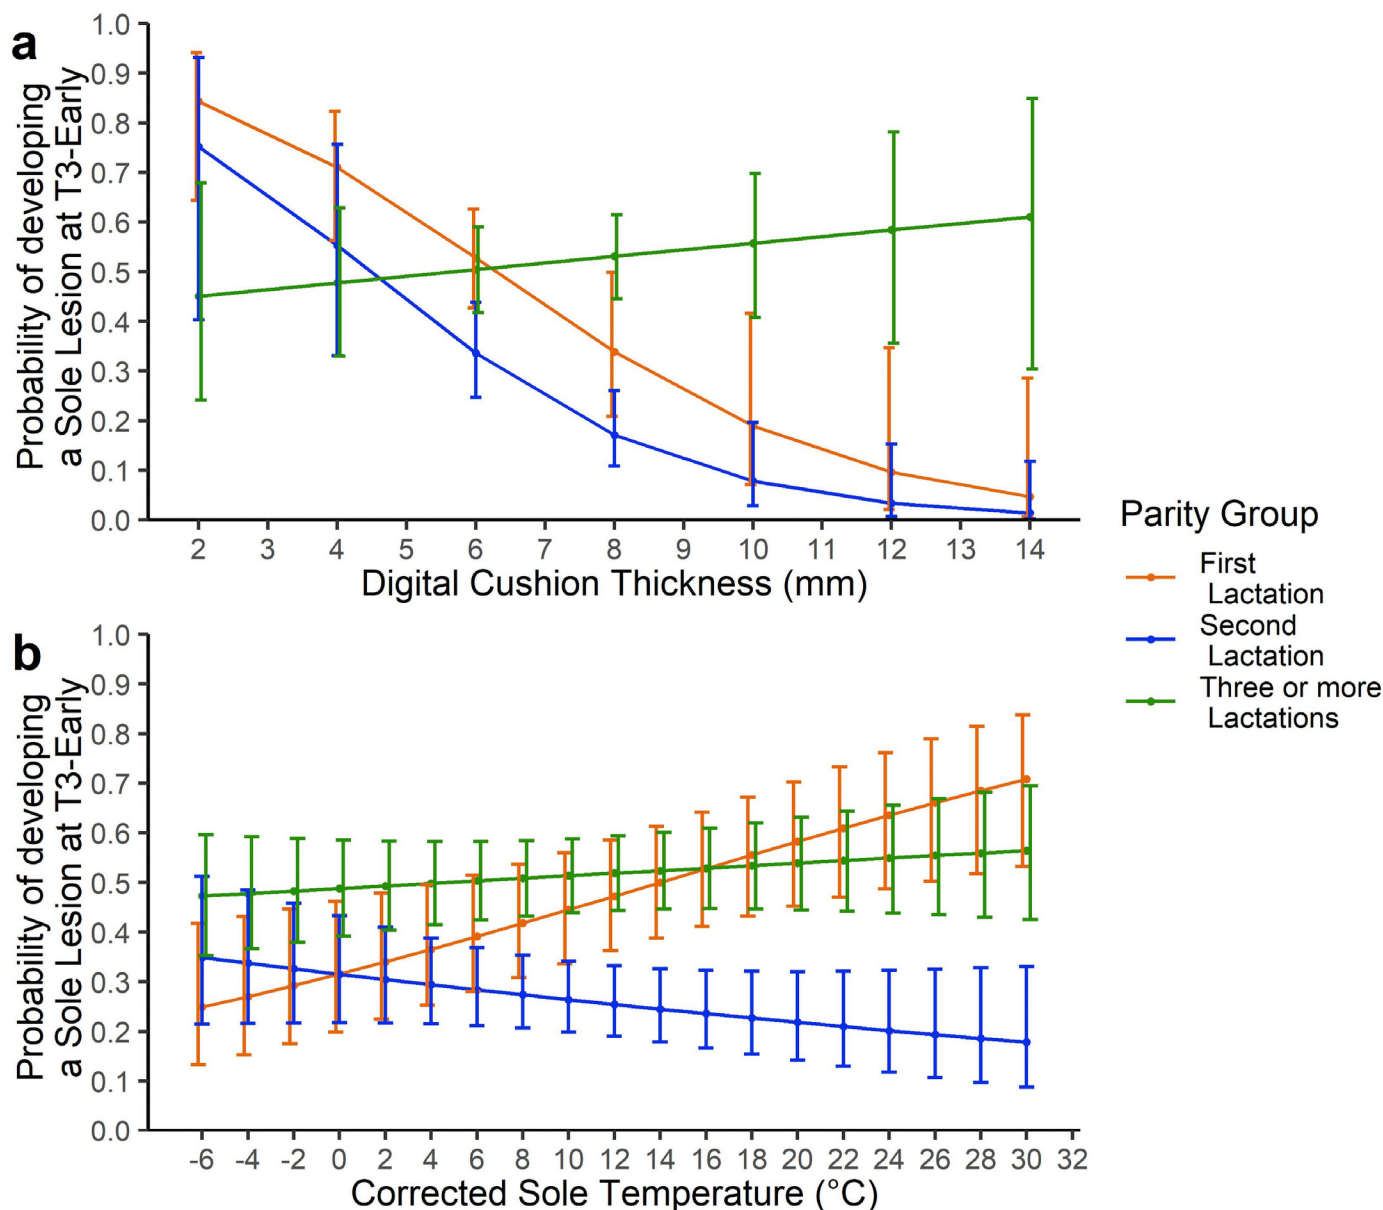 a
Probability of developing
a Sole Lesion at T3-Early
1.0
0.9
0.8
0.7
0.6
0.5
0.4
0.3
0.2
0.1
0.0
2 3 4 5 6 7 8 9 10 11 12 13 14
Digital Cushion Thickness (mm)
b
Probability of developing
a Sole Lesion at T3-Early
1.0
0.9
0.8
0.7
0.6
0.5
0.4
0.3
0.2
0.1
0.0
-6 -4 -2 0 2 4 6 8 10 12 14 16 18 20 22 24 26 28 30 32
Corrected Sole Temperature (°C)
Parity Group
First
Lactation
Second
Lactation
Three or more
Lactations